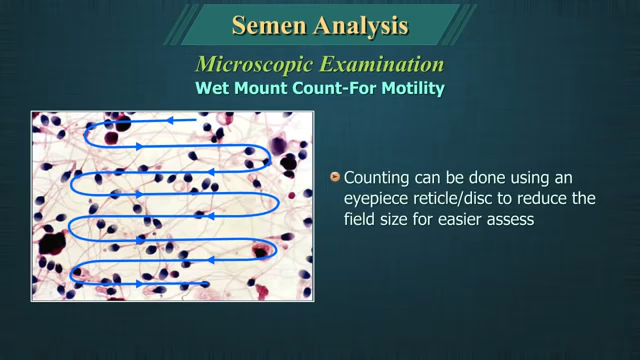 Semen Analysis
Microscopic Examination
Wet Mount Count-For Motility
Counting can be done using an
eyepiece reticle/disc to reduce the
field size for easier assess